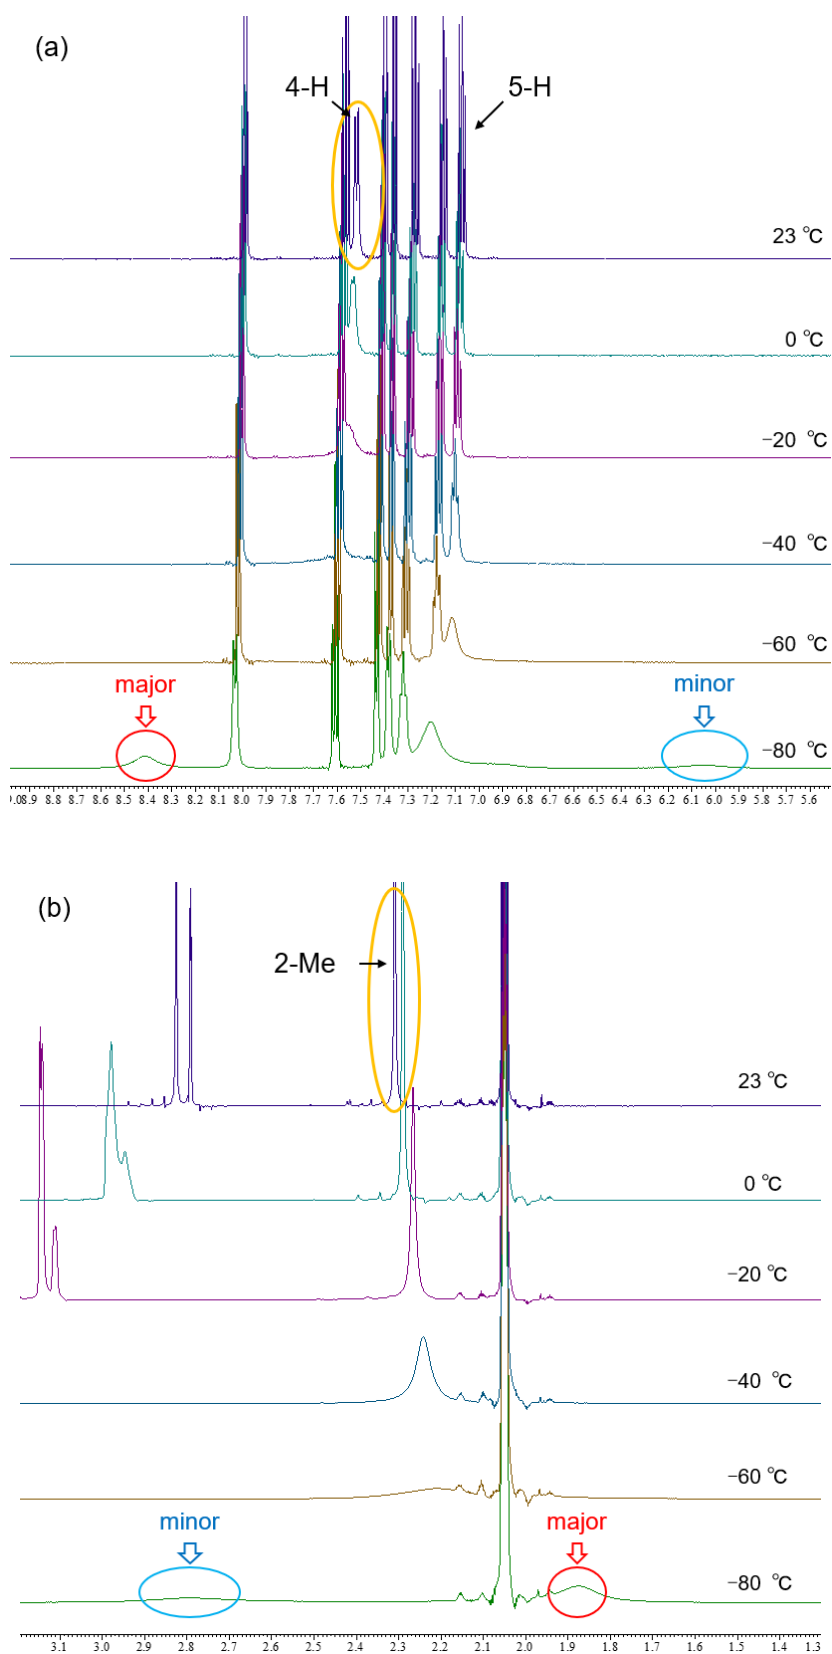 (a)
4-H
5-H
23 ℃
0 ℃
−20 ℃
−40 ℃
−60 ℃
major
minor
−80 ℃
9.0 8.9 8.8 8.7 8.6 8.5 8.4 8.3 8.2 8.1 8.0 7.9 7.8 7.7 7.6 7.5 7.4 7.3 7.2 7.1 7.0 6.9 6.8 6.7 6.6 6.5 6.4 6.3 6.2 6.1 6.0 5.9 5.8 5.7 5.6
(b)
2-Me
23 ℃
0 ℃
−20 ℃
−40 ℃
−60 ℃
minor
major
−80 ℃
3.1 3.0 2.9 2.8 2.7 2.6 2.5 2.4 2.3 2.2 2.1 2.0 1.9 1.8 1.7 1.6 1.5 1.4 1.3